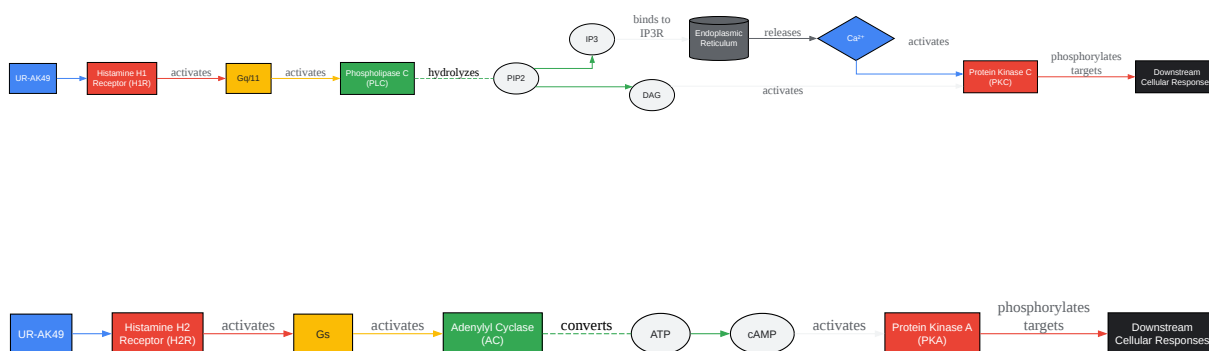 UR-AK49
Histamine H1
Receptor (H1R)
activates
Gq/11
activates
Phospholipase C
(PLC)
hydrolyzes
PIP2
IP3
binds to
IP3R
Endoplasmic
Reticulum
releases
Ca²⁺
activates
DAG
activates
Protein Kinase C
(PKC)
phosphorylates
targets
Downstream
Cellular Responses
UR-AK49
Histamine H2
Receptor (H2R)
activates
Gs
activates
Adenylyl Cyclase
(AC)
converts
ATP
cAMP
activates
Protein Kinase A
(PKA)
phosphorylates
targets
Downstream
Cellular Responses